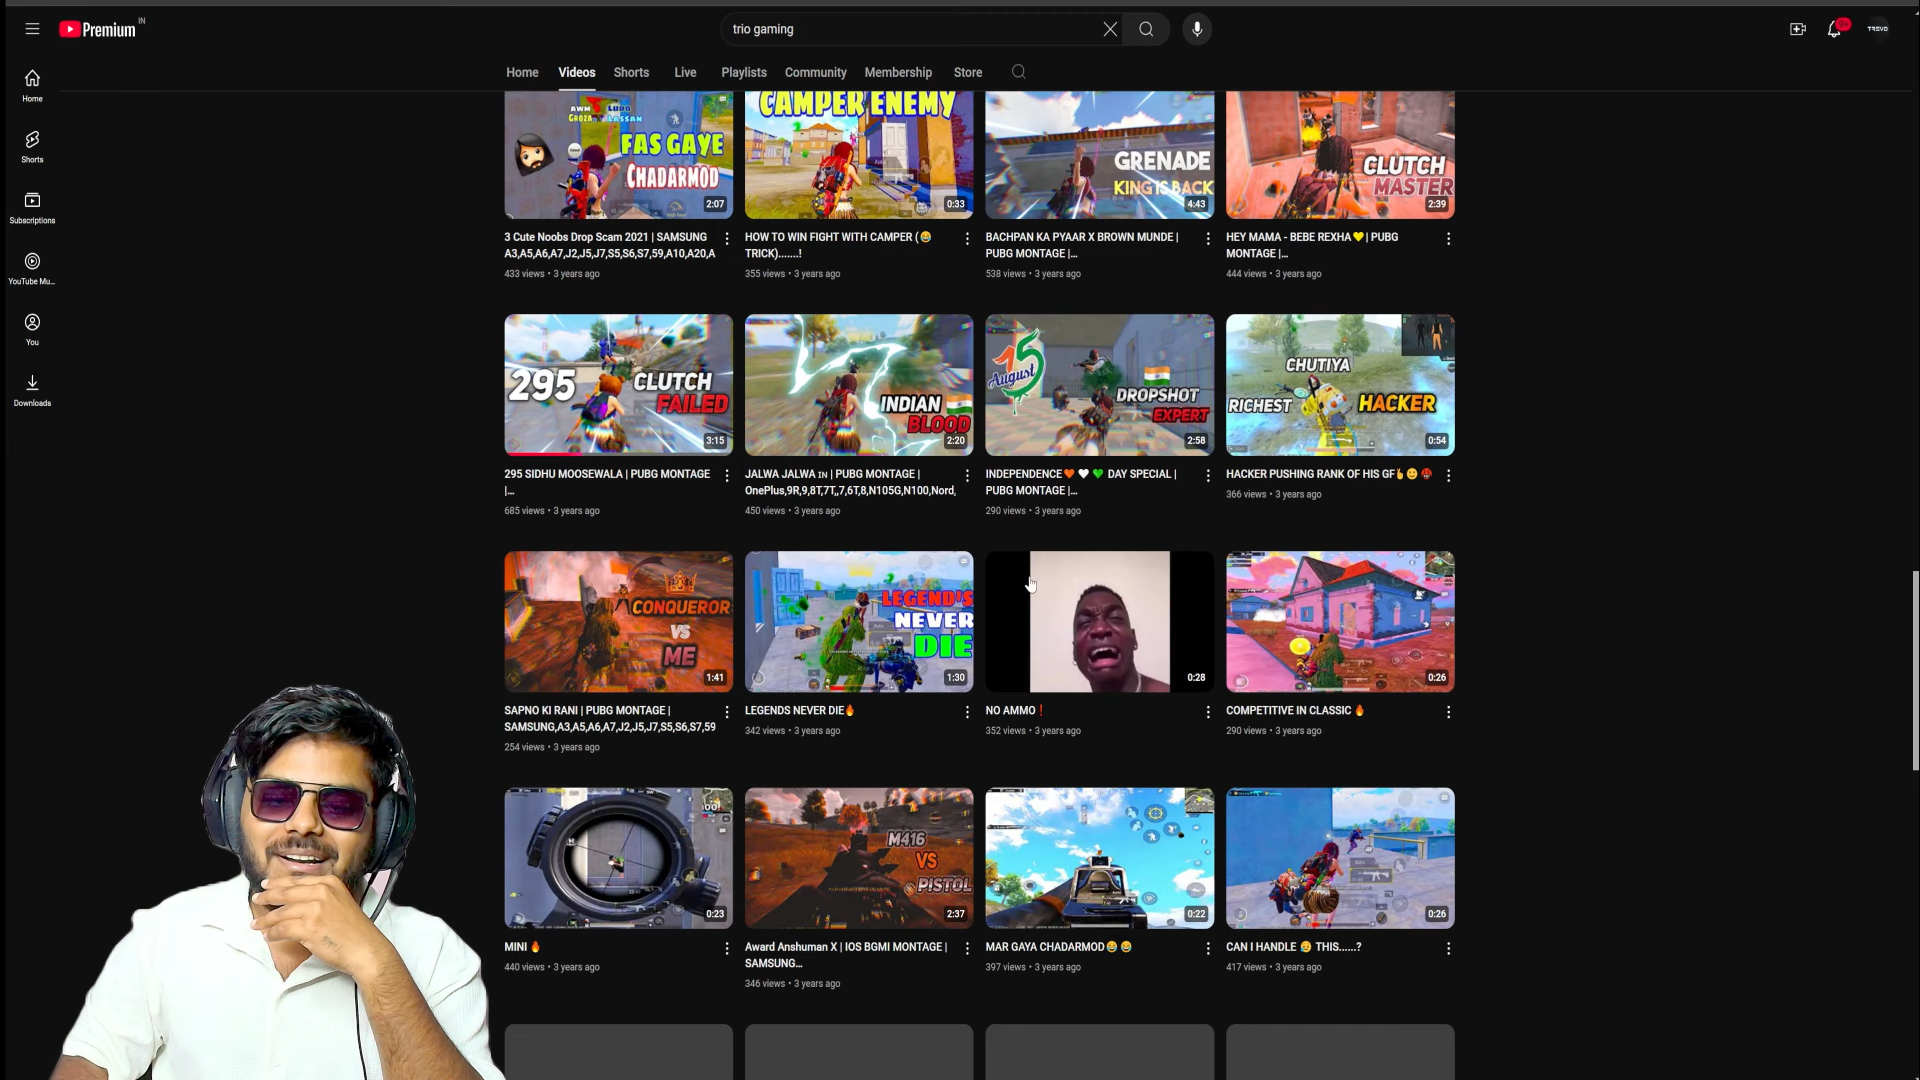 Premium
IN
trio gaming
9+
TREVO
Home
Videos
Shorts
Live
Playlists
Community
Membership
Store
Home
Shorts
Subscriptions
YouTube Mu...
You
Downloads
AWM LUDO
GROZA LASSAN
FAS GAYE
CHADARMOD
2:07
3 Cute Noobs Drop Scam 2021 | SAMSUNG
A3,A5,A6,A7,J2,J5,J7,S5,S6,S7,59,A10,A20,A
433 views • 3 years ago
CAMPER ENEMY
0:33
HOW TO WIN FIGHT WITH CAMPER (😂
TRICK).......!
355 views • 3 years ago
GRENADE
KING IS BACK
4:43
BACHPAN KA PYAAR X BROWN MUNDE |
PUBG MONTAGE |...
538 views • 3 years ago
CLUTCH
MASTER
2:39
HEY MAMA - BEBE REXHA💛 | PUBG
MONTAGE |...
444 views • 3 years ago
295
CLUTCH
FAILED
3:15
295 SIDHU MOOSEWALA | PUBG MONTAGE
|...
685 views • 3 years ago
INDIAN
BLOOD
2:20
JALWA JALWA IN | PUBG MONTAGE |
OnePlus,9R,9,8T,7T,,7,6T,8,N105G,N100,Nord,
450 views • 3 years ago
15
August
DROPSHOT
EXPERT
2:58
INDEPENDENCE🧡 🤍 💚 DAY SPECIAL |
PUBG MONTAGE |...
290 views • 3 years ago
CHUTIYA
RICHEST
HACKER
0:54
HACKER PUSHING RANK OF HIS GF
366 views • 3 years ago
CONQUEROR
VS
ME
1:41
SAPNO KI RANI | PUBG MONTAGE |
SAMSUNG,A3,A5,A6,A7,J2,J5,J7,S5,S6,S7,59
254 views • 3 years ago
LEGEND'S
NEVER
DIE
1:30
LEGENDS NEVER DIE🔥
342 views • 3 years ago
0:28
NO AMMO❗
352 views • 3 years ago
0:26
COMPETITIVE IN CLASSIC 🔥
290 views • 3 years ago
0:23
MINI 🔥
440 views • 3 years ago
M416
VS
PISTOL
2:37
Award Anshuman X | IOS BGMI MONTAGE |
SAMSUNG...
346 views • 3 years ago
0:22
MAR GAYA CHADARMOD😂 😂
397 views • 3 years ago
0:26
CAN I HANDLE 😥 THIS......?
417 views • 3 years ago